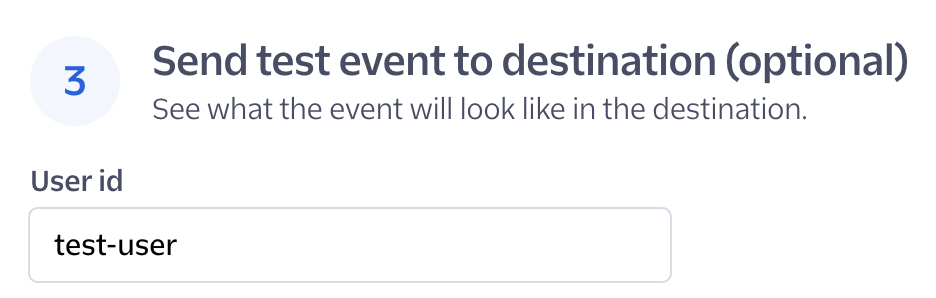 3
Send test event to destination (optional)
See what the event will look like in the destination.
User id
test-user